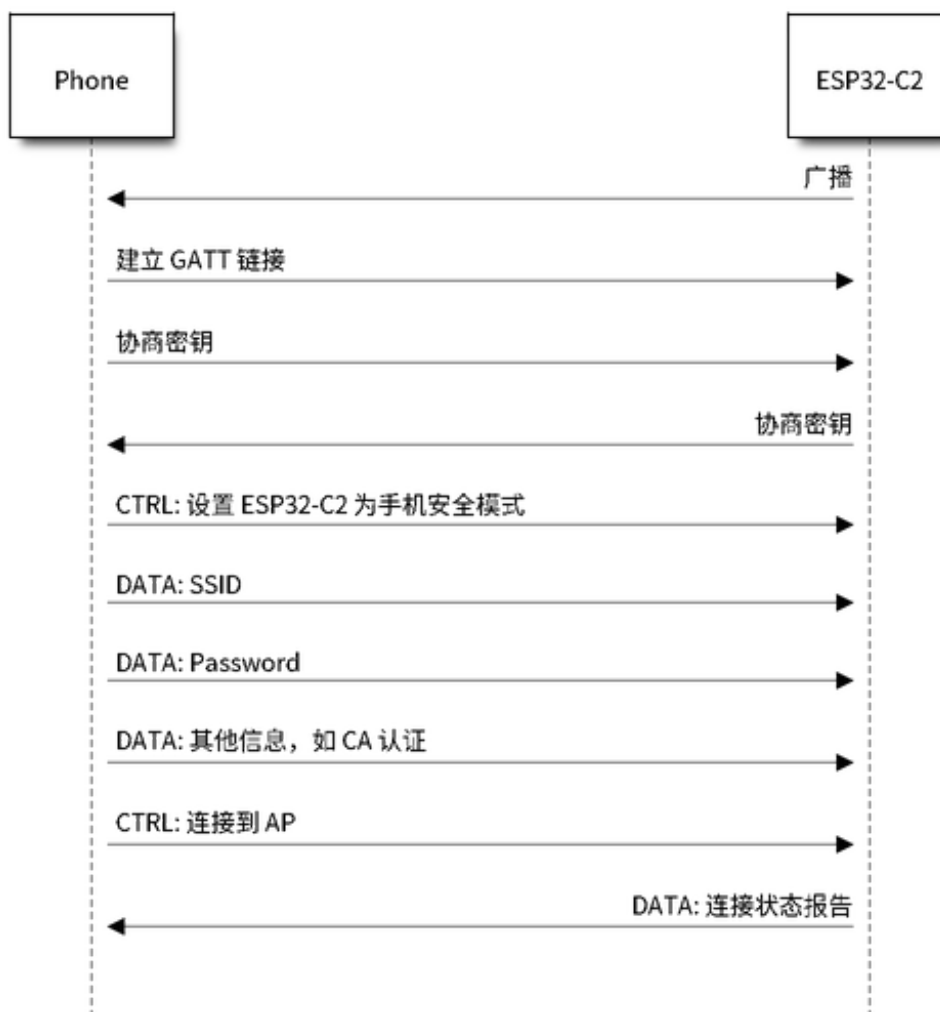 Phone
ESP32-C2
广播
建立 GATT 链接
协商密钥
协商密钥
CTRL: 设置 ESP32-C2 为手机安全模式
DATA: SSID
DATA: Password
DATA: 其他信息，如 CA 认证
CTRL: 连接到 AP
DATA: 连接状态报告